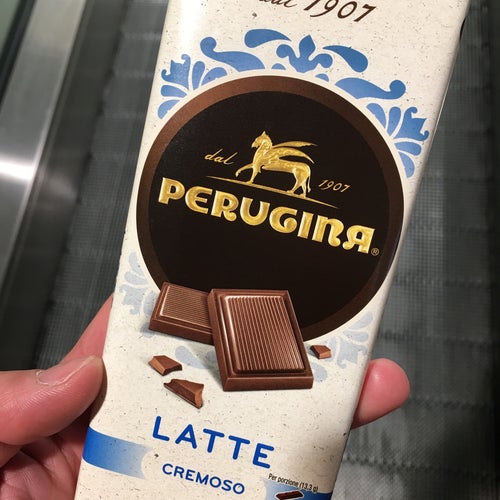 dal 1907
dal 1907
PERUGINA®
LATTE
Per porzione (13,3 g)
CREMOSO